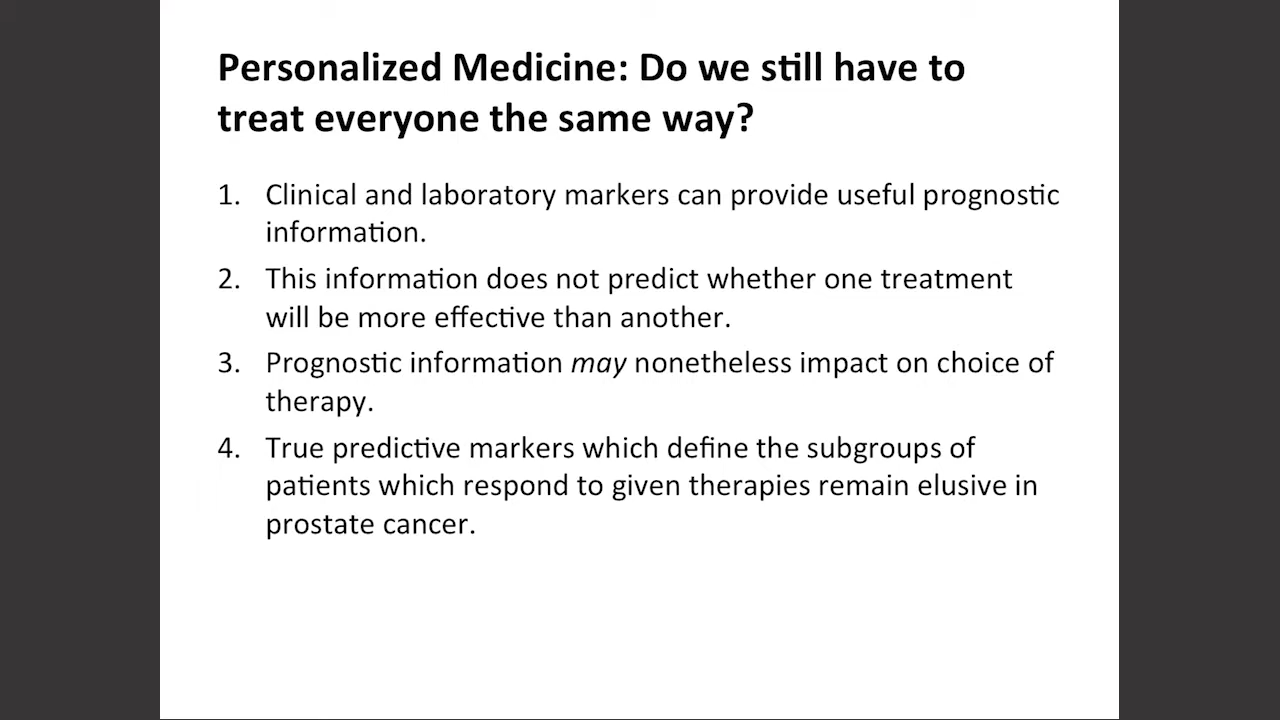 Personalized Medicine: Do we still have to
treat everyone the same way?
1. Clinical and laboratory markers can provide useful prognostic
information.
2. This information does not predict whether one treatment
will be more effective than another.
3. Prognostic information may nonetheless impact on choice of
therapy.
4. True predictive markers which define the subgroups of
patients which respond to given therapies remain elusive in
prostate cancer.